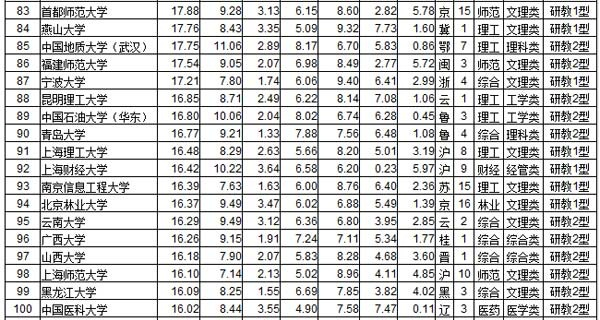 83 首都师范大学 17.88 9.28 3.13 6.15 8.60 2.82 5.78 京 15 师范 文理类 研教1型
84 燕山大学 17.76 8.43 3.35 5.09 9.32 7.73 1.60 冀 1 理工 文理类 研教1型
85 中国地质大学（武汉） 17.75 11.06 2.89 8.17 6.70 5.83 0.86 鄂 7 理工 理科类 研教2型
86 福建师范大学 17.54 9.05 2.07 6.98 8.49 2.77 5.72 闽 3 师范 文理类 研教2型
87 宁波大学 17.21 7.80 1.74 6.06 9.40 6.41 2.99 浙 4 综合 文理类 研教1型
88 昆明理工大学 16.85 8.71 2.49 6.22 8.14 7.08 1.06 云 1 理工 工学类 研教2型
89 中国石油大学（华东） 16.80 10.06 2.04 8.02 6.74 6.28 0.45 鲁 3 理工 工学类 研教2型
90 青岛大学 16.77 9.21 1.33 7.88 7.56 6.48 1.08 鲁 4 综合 理科类 研教2型
91 上海理工大学 16.48 8.29 2.63 5.66 8.20 7.07 1.13 沪 8 理工 文理类 研教1型
92 上海财经大学 16.42 10.22 3.64 6.58 6.20 0.23 5.97 沪 9 财经 经管类 研教1型
93 南京信息工程大学 16.39 7.63 1.63 6.00 8.76 6.40 2.36 苏 15 理工 文理类 研教1型
94 北京林业大学 16.37 9.49 3.47 6.02 6.88 5.49 1.39 京 16 林业 文理类 研教1型
95 云南大学 16.29 9.49 3.12 6.36 6.80 3.95 2.85 云 2 综合 文理类 研教2型
96 广西大学 16.26 9.15 1.91 7.24 7.11 5.34 1.77 桂 1 综合 综合类 研教2型
97 山西大学 16.18 7.90 2.07 5.83 8.28 4.68 3.60 晋 1 综合 文理类 研教2型
98 上海师范大学 16.10 7.14 2.13 5.02 8.96 4.11 4.85 沪 10 师范 文理类 研教2型
99 黑龙江大学 16.09 8.25 1.55 6.69 7.85 3.82 4.02 黑 3 综合 文理类 研教2型
100 中国医科大学 16.02 8.44 3.55 4.90 7.58 7.47 0.11 辽 3 医药 医学类 研教2型